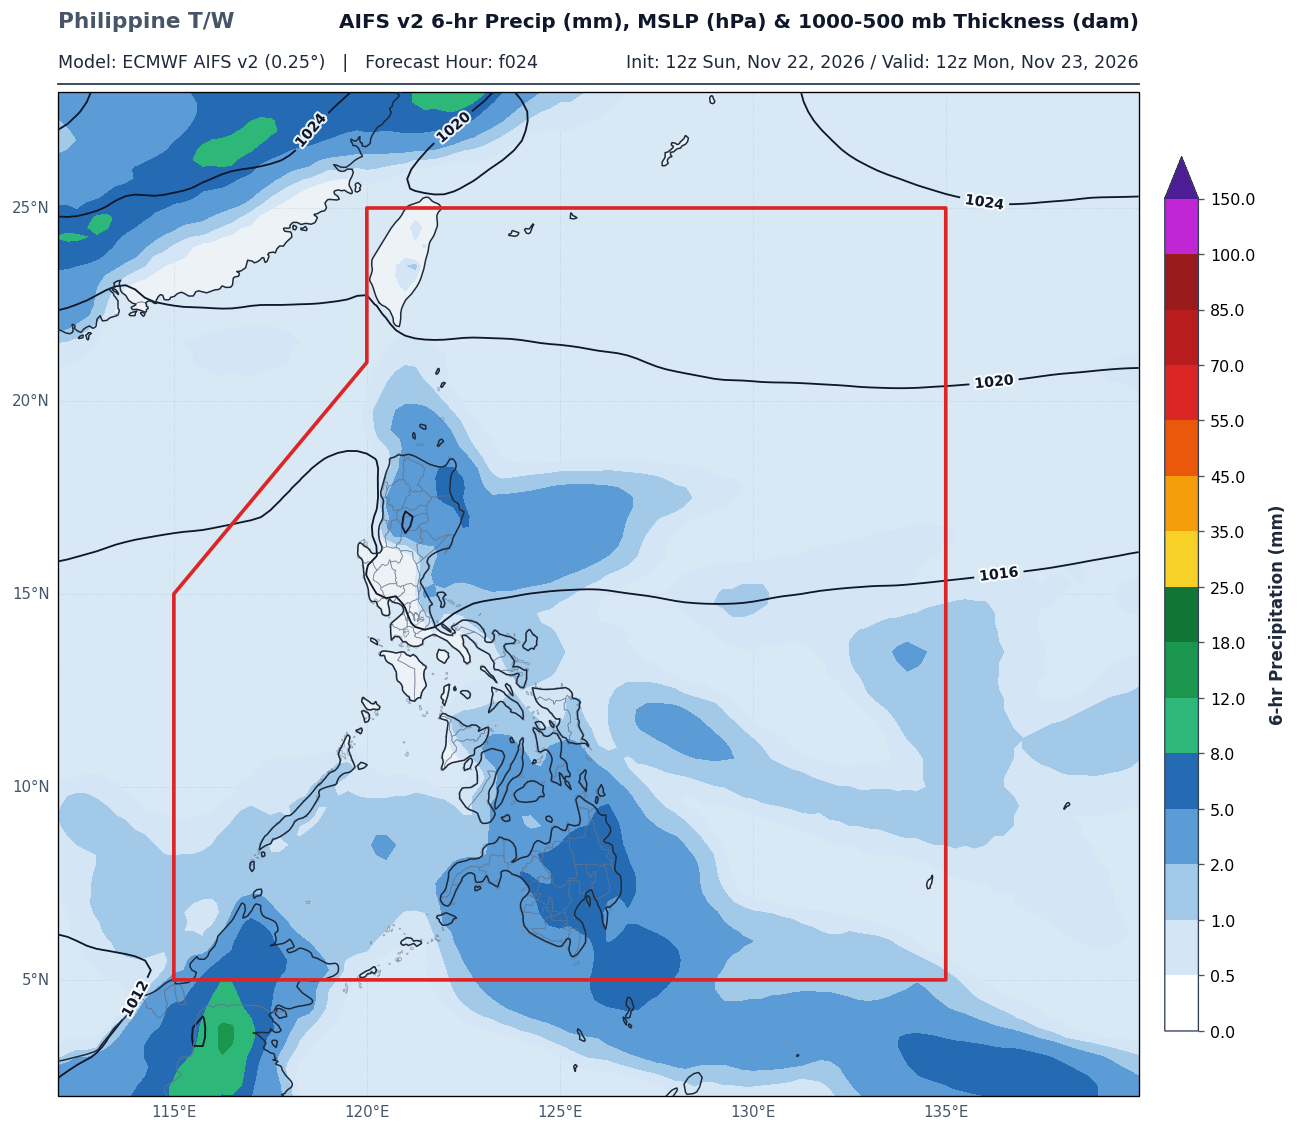 Philippine T/W
AIFS v2 6-hr Precip (mm), MSLP (hPa) & 1000-500 mb Thickness (dam)
Model: ECMWF AIFS v2 (0.25°)   |   Forecast Hour: f024
Init: 12z Sun, Nov 22, 2026 / Valid: 12z Mon, Nov 23, 2026
1024
1020
1024
1020
1016
1012
25°N
20°N
15°N
10°N
5°N
115°E
120°E
125°E
130°E
135°E
150.0
100.0
85.0
70.0
55.0
45.0
35.0
25.0
18.0
12.0
8.0
5.0
2.0
1.0
0.5
0.0
6-hr Precipitation (mm)